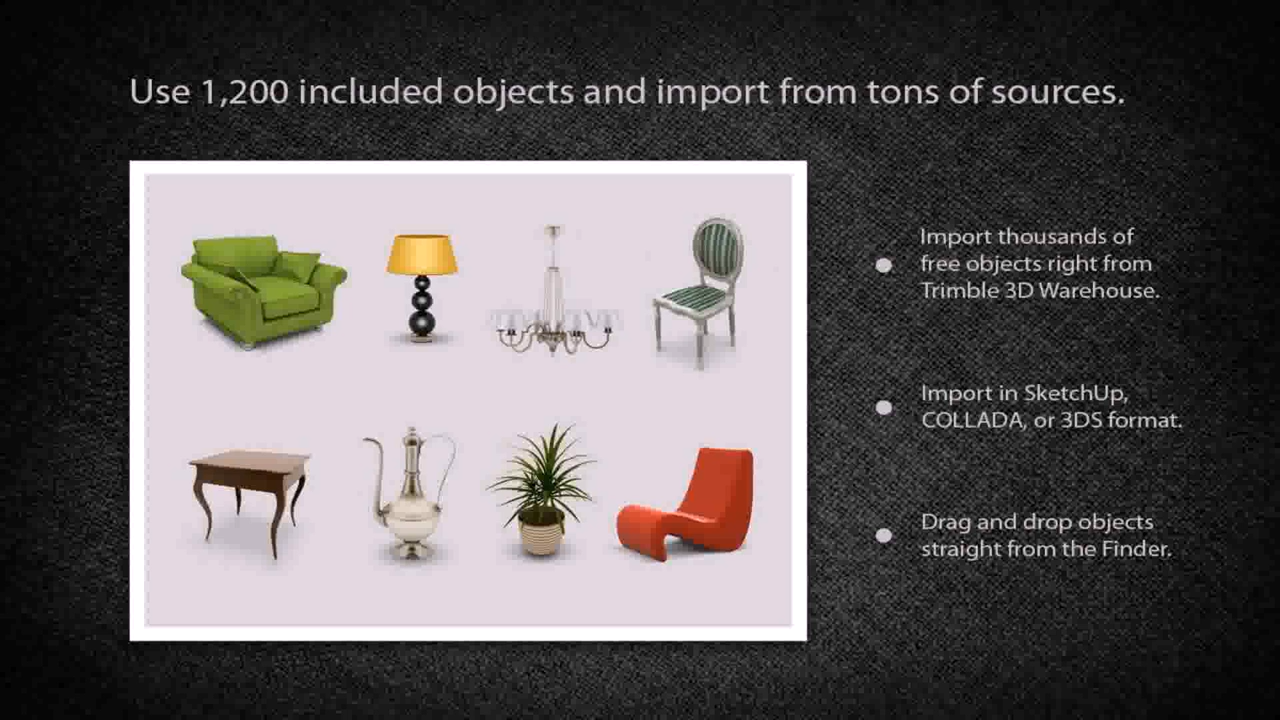 Use 1,200 included objects and import from tons of sources.
Import thousands of
free objects right from
Trimble 3D Warehouse.
Import in SketchUp,
COLLADA, or 3DS format.
Drag and drop objects
straight from the Finder.